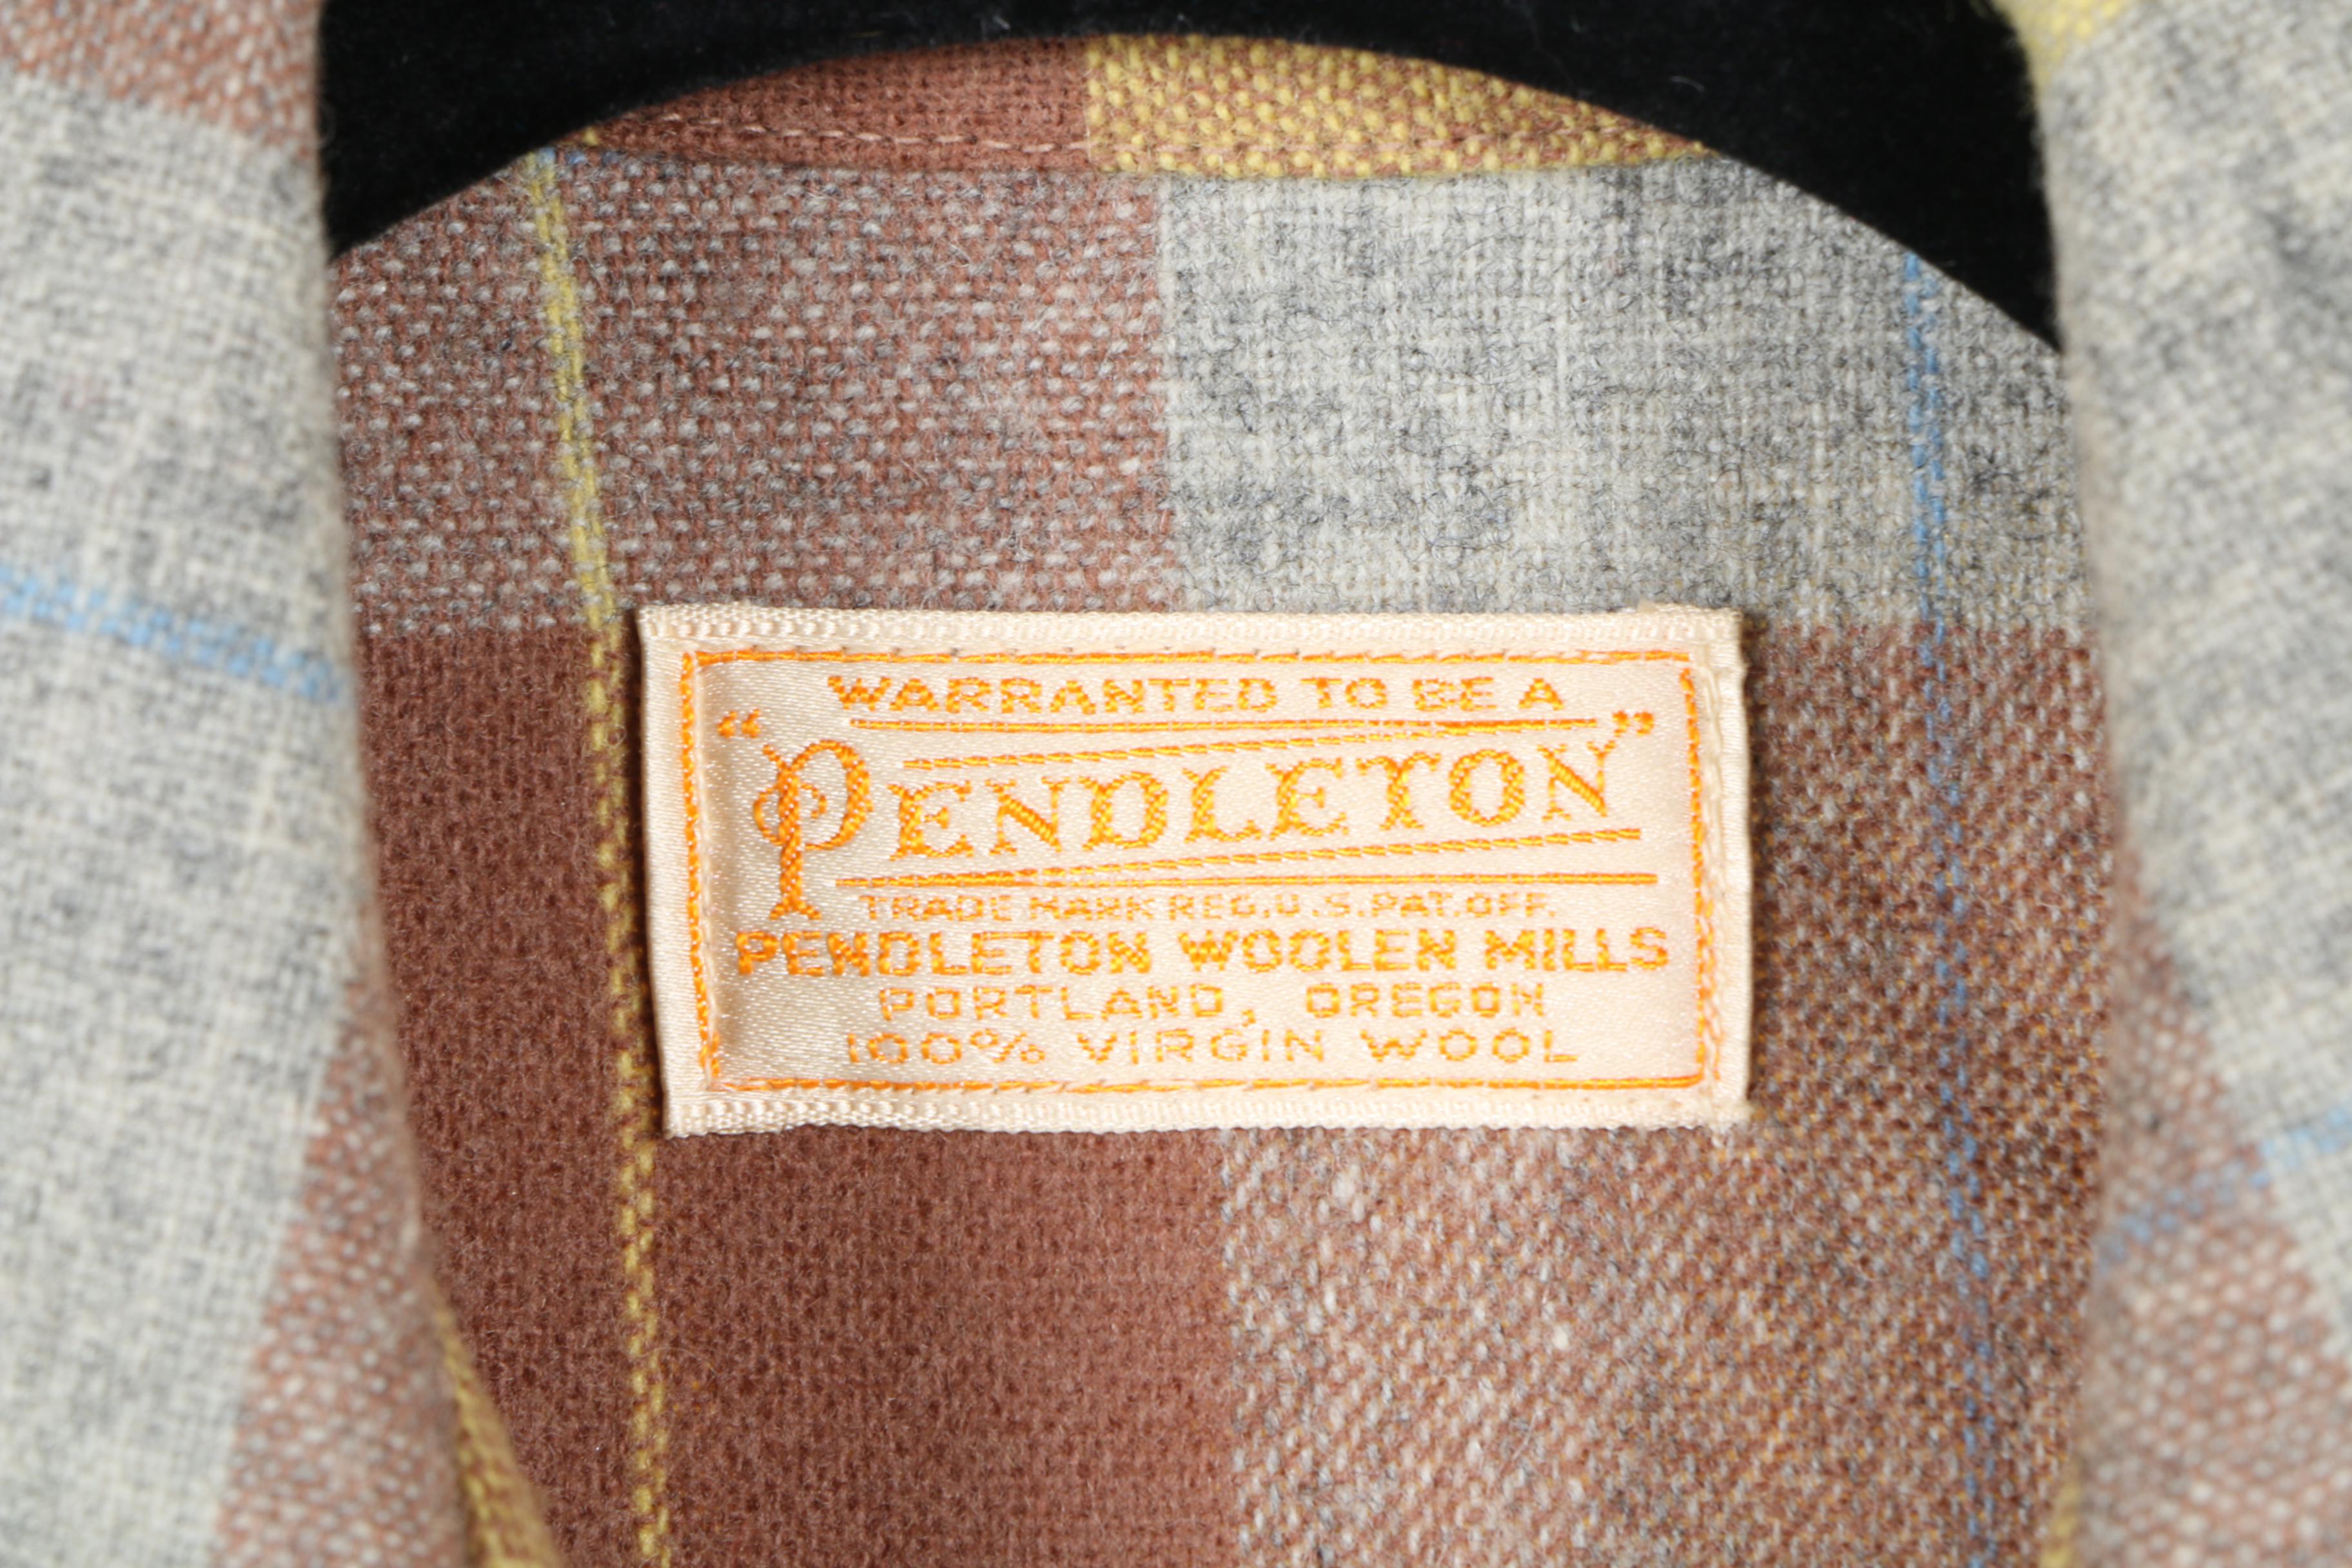 WARRANTED TO BE A
"PENDLETON"
TRADE MARK REG.U.S.PAT.OFF.
PENDLETON WOOLEN MILLS
PORTLAND, OREGON
100% VIRGIN WOOL